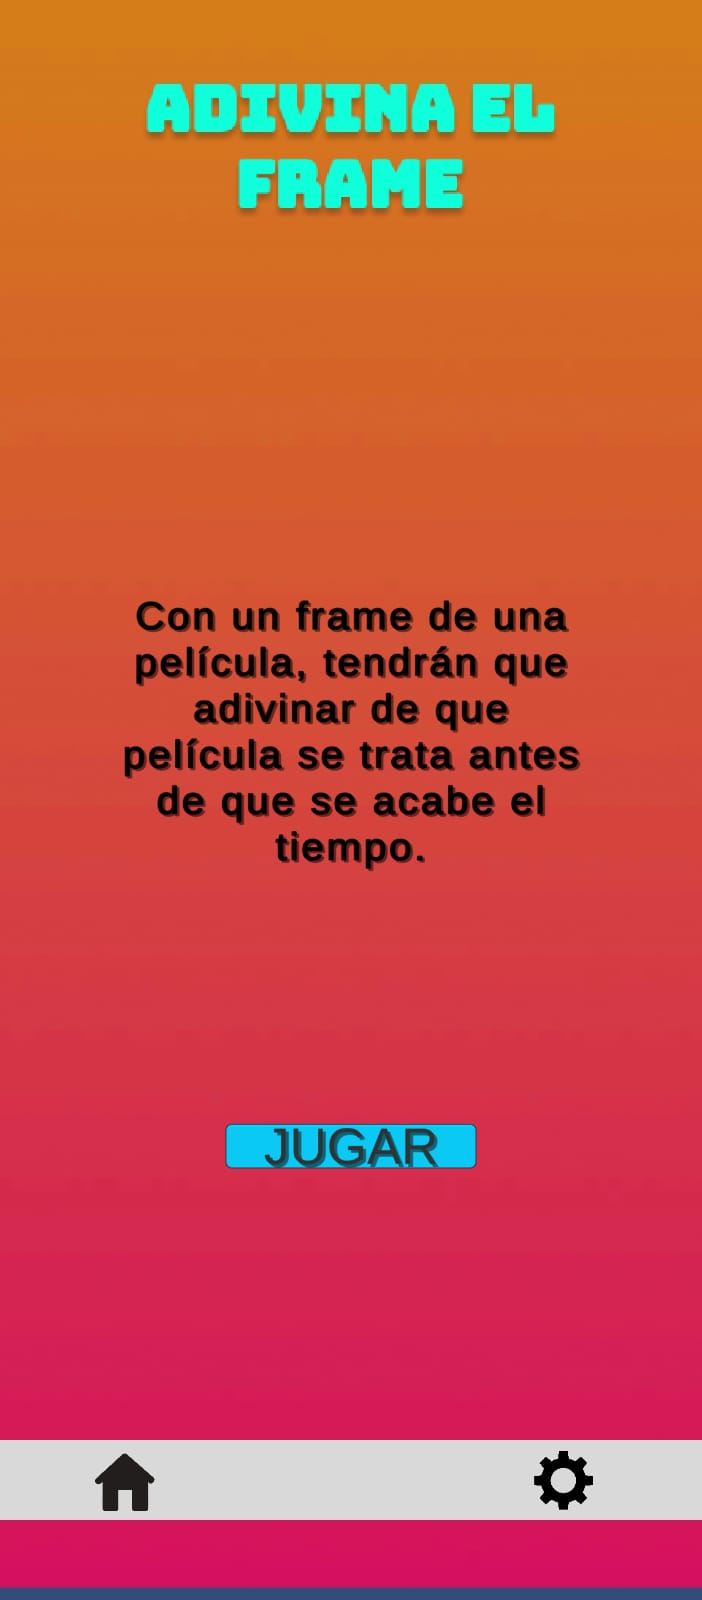 ADIVINA EL
FRAME
Con un frame de una
película, tendrán que
adivinar de que
película se trata antes
de que se acabe el
tiempo.
JUGAR